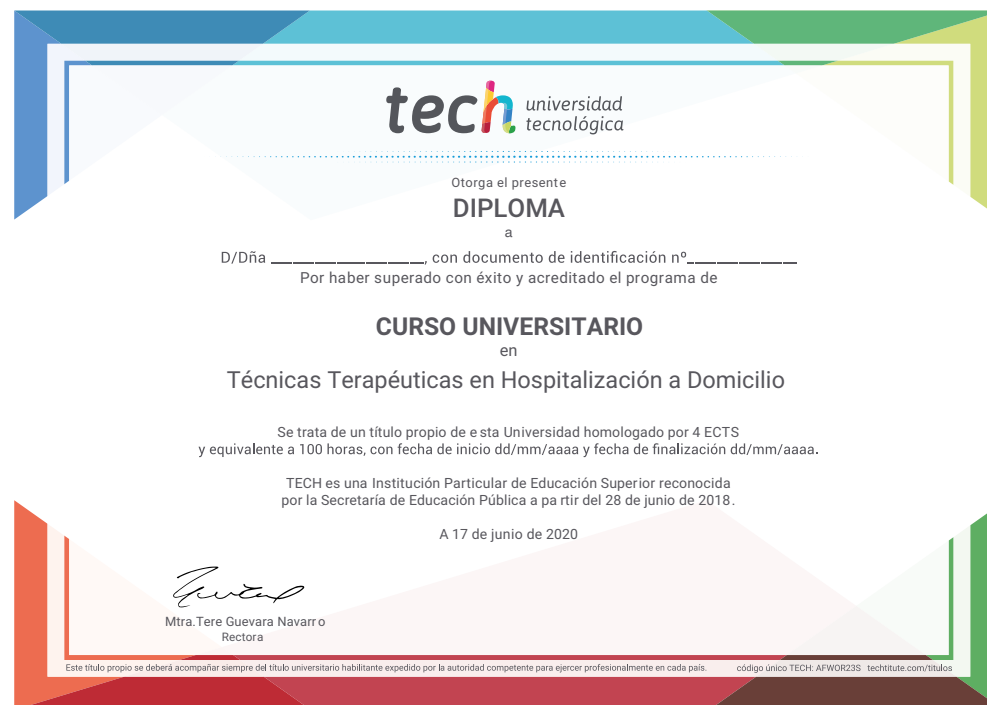 tech universidad
tecnológica
Otorga el presente
DIPLOMA
a
D/Dña ____________________, con documento de identificación nº______________
Por haber superado con éxito y acreditado el programa de
CURSO UNIVERSITARIO
en
Técnicas Terapéuticas en Hospitalización a Domicilio
Se trata de un título propio de esta Universidad homologado por 4 ECTS
y equivalente a 100 horas, con fecha de inicio dd/mm/aaaa y fecha de finalización dd/mm/aaaa.
TECH es una Institución Particular de Educación Superior reconocida
por la Secretaría de Educación Pública a partir del 28 de junio de 2018.
A 17 de junio de 2020
Mtra.Tere Guevara Navarro
Rectora
Este título propio se deberá acompañar siempre del título universitario habilitante expedido por la autoridad competente para ejercer profesionalmente en cada país. código único TECH: AFWOR23S techtitute.com/titulos